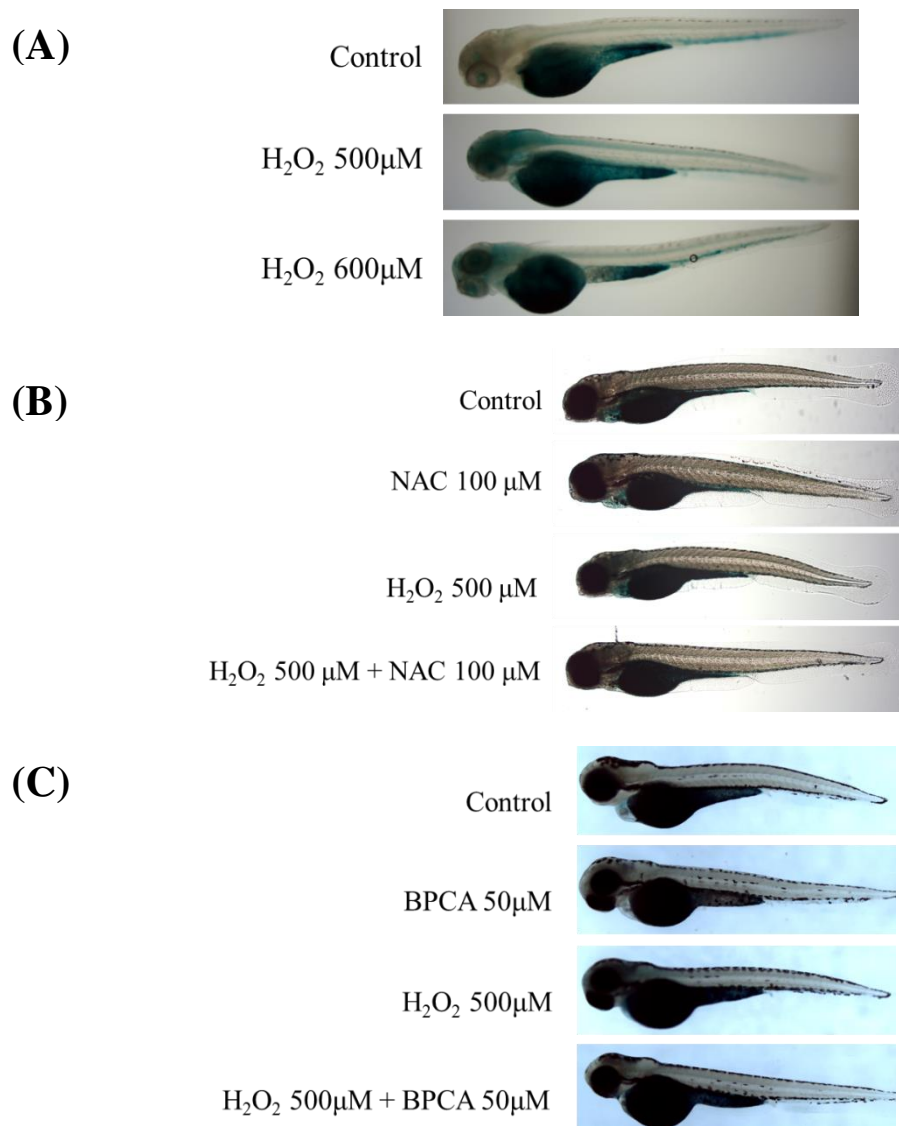 (A)
Control
H₂O₂ 500μM
H₂O₂ 600μM
(B)
Control
NAC 100 μM
H₂O₂ 500 μM
H₂O₂ 500 μM + NAC 100 μM
(C)
Control
BPCA 50μM
H₂O₂ 500μM
H₂O₂ 500μM + BPCA 50μM